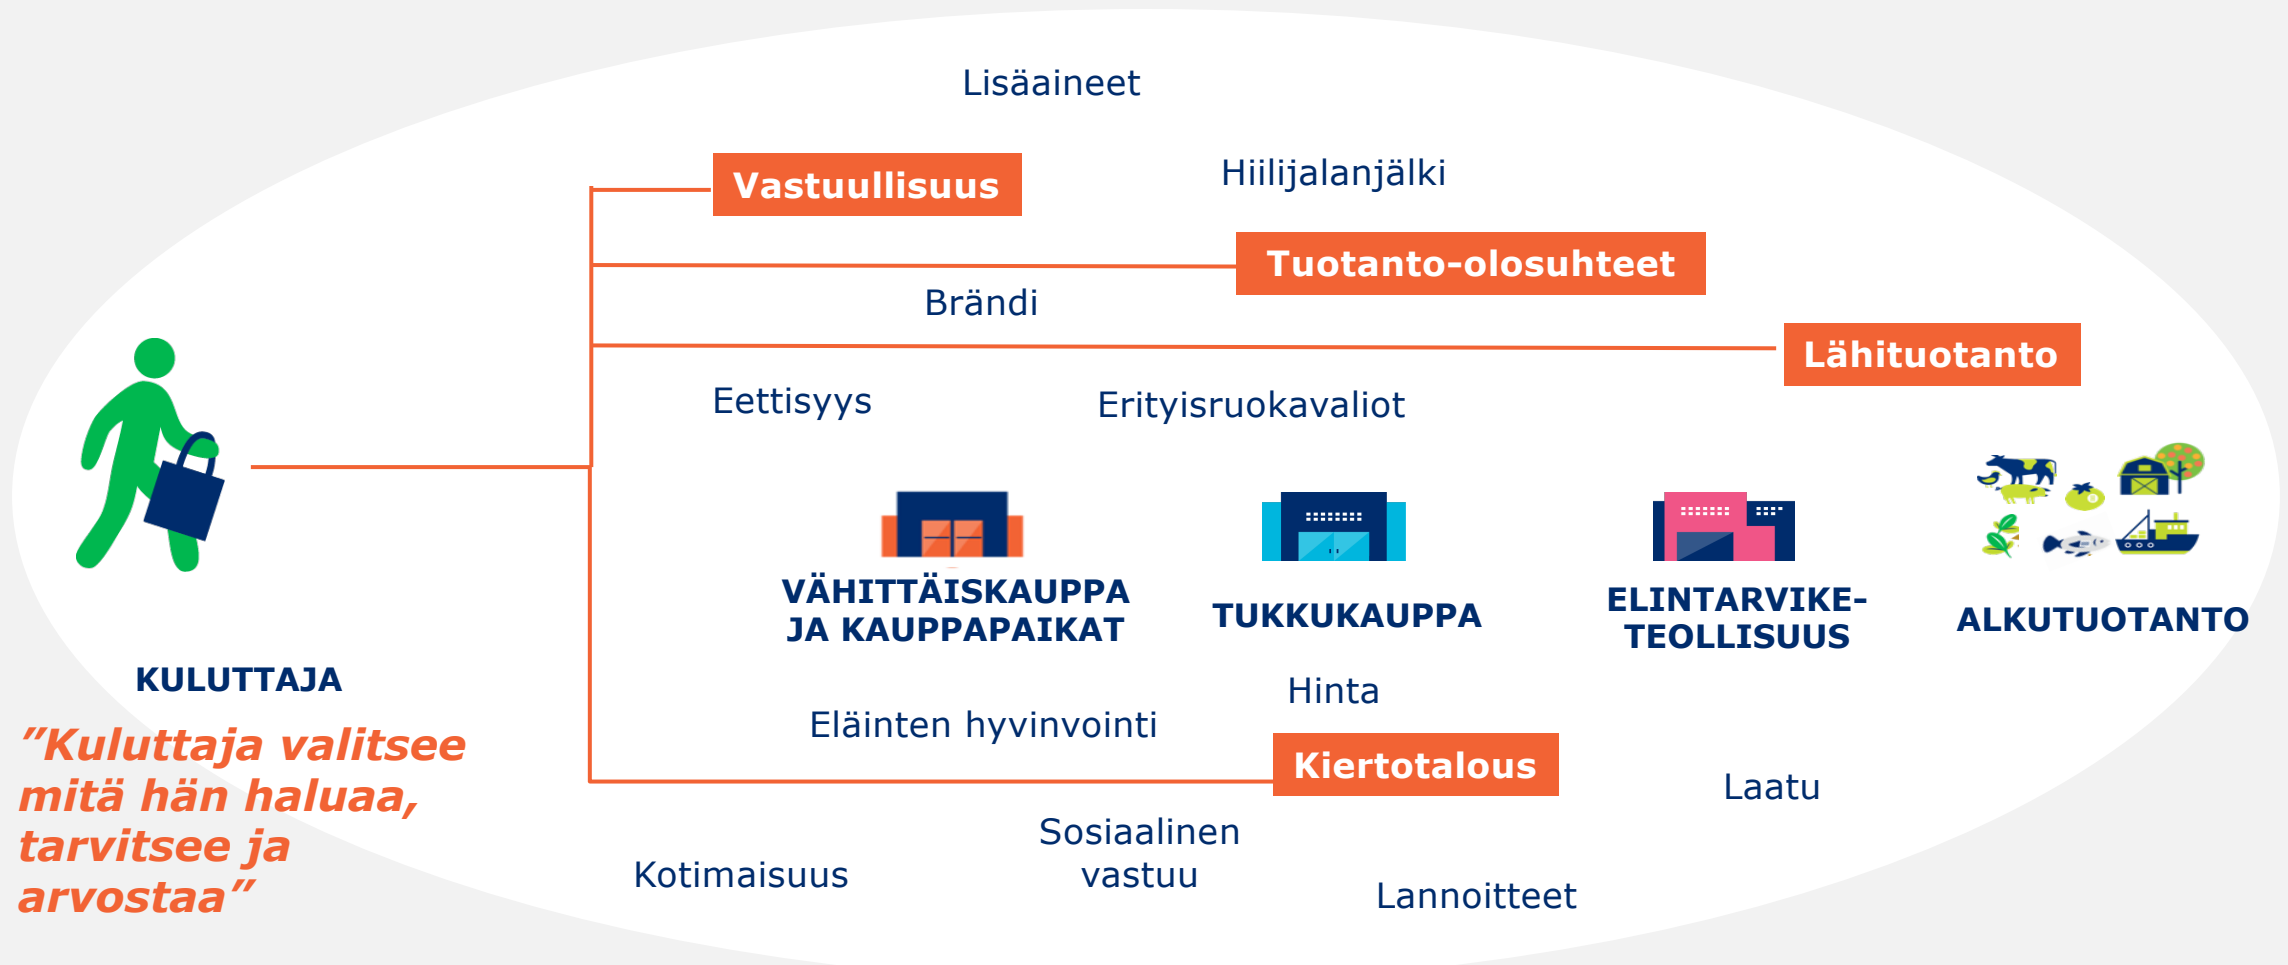 Lisäaineet
Vastuullisuus
Hiilijalanjälki
Tuotanto-olosuhteet
Brändi
Lähituotanto
Eettisyys
Erityisruokavaliot
VÄHITTÄISKAUPPA
JA KAUPPAPAIKAT
TUKKUKAUPPA
ELINTARVIKE-
TEOLLISUUS
ALKUTUOTANTO
KULUTTAJA
”Kuluttaja valitsee
mitä hän haluaa,
tarvitsee ja
arvostaa”
Hinta
Eläinten hyvinvointi
Kiertotalous
Laatu
Sosiaalinen
vastuu
Kotimaisuus
Lannoitteet